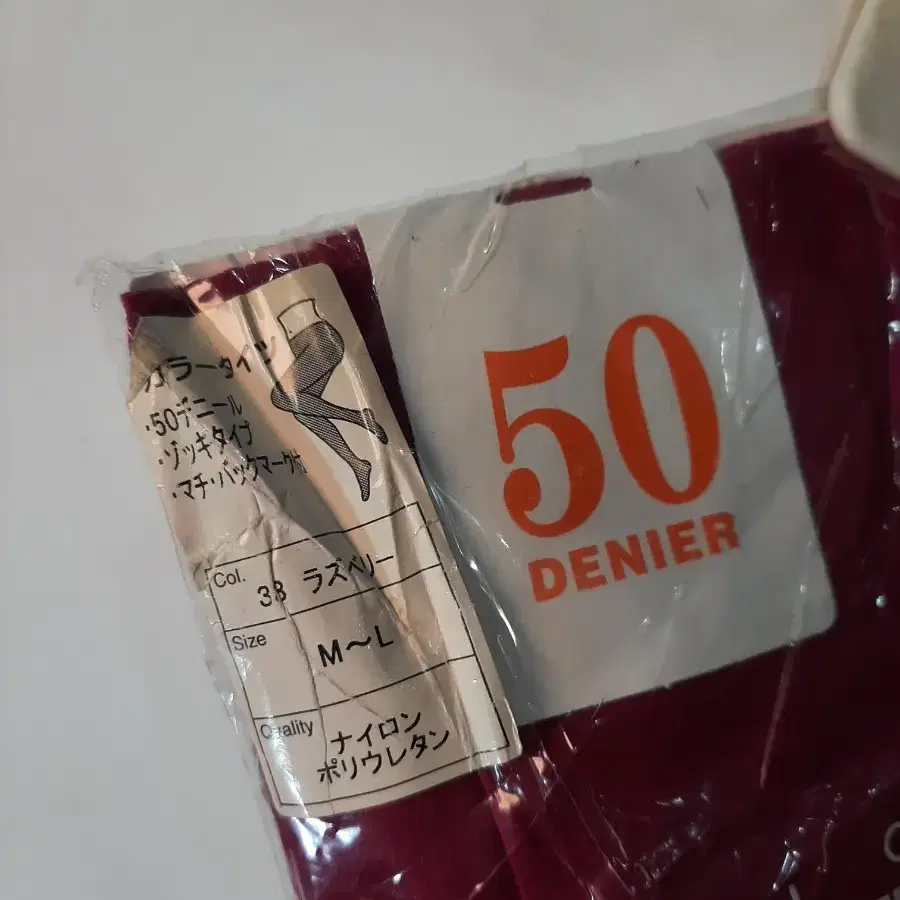 カラータイツ
・50デニール
・ゾッキタイプ
・マチ・バックマーク付
Col.
38 ラズベリー
Size
M〜L
Quality
ナイロン
ポリウレタン
50
DENIER